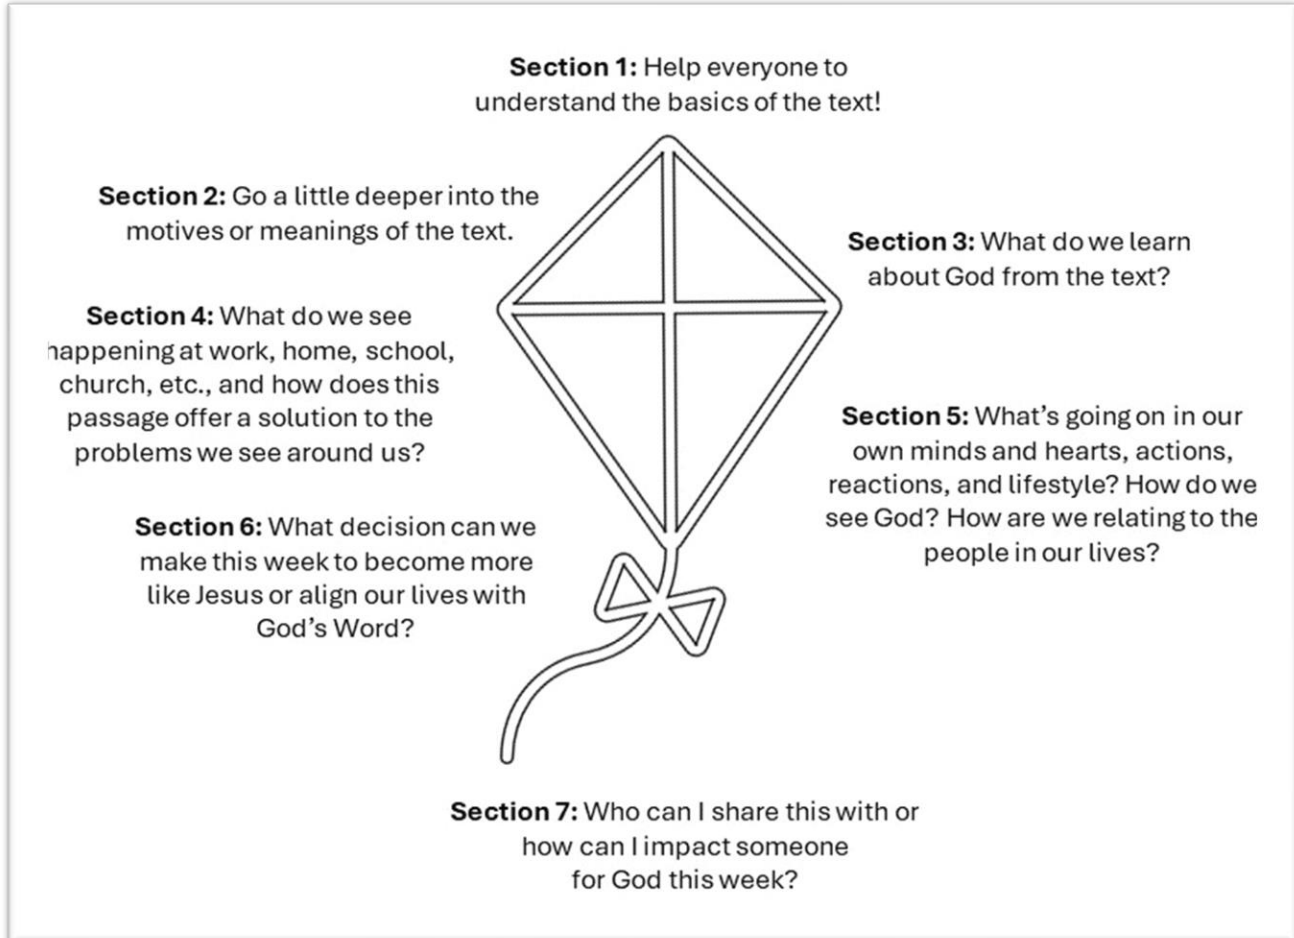 Section 1: Help everyone to
understand the basics of the text!
Section 2: Go a little deeper into the
motives or meanings of the text.
Section 3: What do we learn
about God from the text?
Section 4: What do we see
happening at work, home, school,
church, etc., and how does this
passage offer a solution to the
problems we see around us?
Section 5: What’s going on in our
own minds and hearts, actions,
reactions, and lifestyle? How do we
see God? How are we relating to the
people in our lives?
Section 6: What decision can we
make this week to become more
like Jesus or align our lives with
God’s Word?
Section 7: Who can I share this with or
how can I impact someone
for God this week?